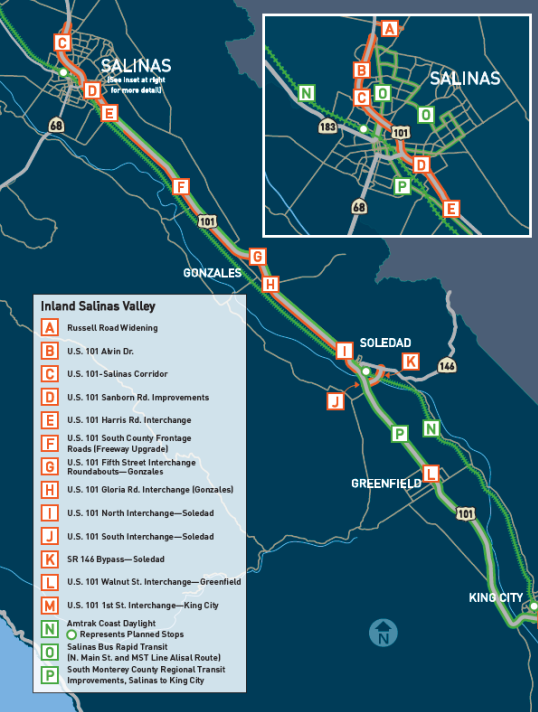 C
SALINAS
(See inset at right
for more detail)
D
E
68
F
101
G
GONZALES
H
I
SOLEDAD
K
146
J
P
N
GREENFIELD
L
101
KING CITY
N
A
B
SALINAS
C
N
O
O
183
101
D
P
68
E
Inland Salinas Valley
A Russell Road Widening
B U.S. 101 Alvin Dr.
C U.S. 101-Salinas Corridor
D U.S. 101 Sanborn Rd. Improvements
E U.S. 101 Harris Rd. Interchange
F U.S. 101 South County Frontage
Roads (Freeway Upgrade)
G U.S. 101 Fifth Street Interchange
Roundabouts—Gonzales
H U.S. 101 Gloria Rd. Interchange (Gonzales)
I U.S. 101 North Interchange—Soledad
J U.S. 101 South Interchange—Soledad
K SR 146 Bypass—Soledad
L U.S. 101 Walnut St. Interchange—Greenfield
M U.S. 101 1st St. Interchange—King City
N Amtrak Coast Daylight
Represents Planned Stops
O Salinas Bus Rapid Transit
(N. Main St. and MST Line Alisal Route)
P South Monterey County Regional Transit
Improvements, Salinas to King City